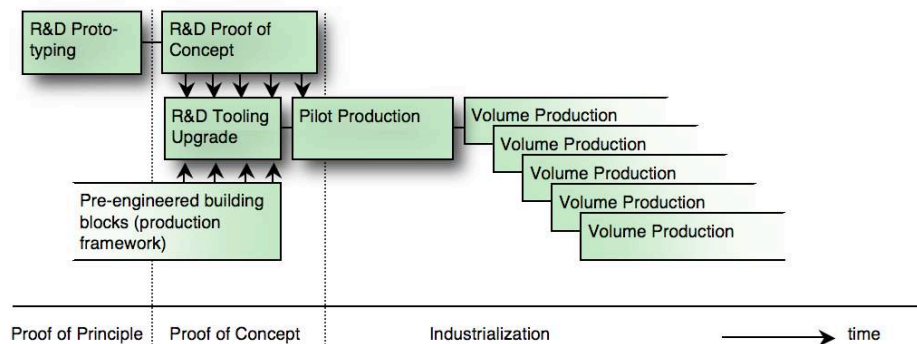 R&D Proto-
typing
R&D Proof of
Concept
R&D Tooling
Upgrade
Pilot Production
Volume Production
Volume Production
Volume Production
Volume Production
Volume Production
Pre-engineered building
blocks (production
framework)
Proof of Principle
Proof of Concept
Industrialization
time